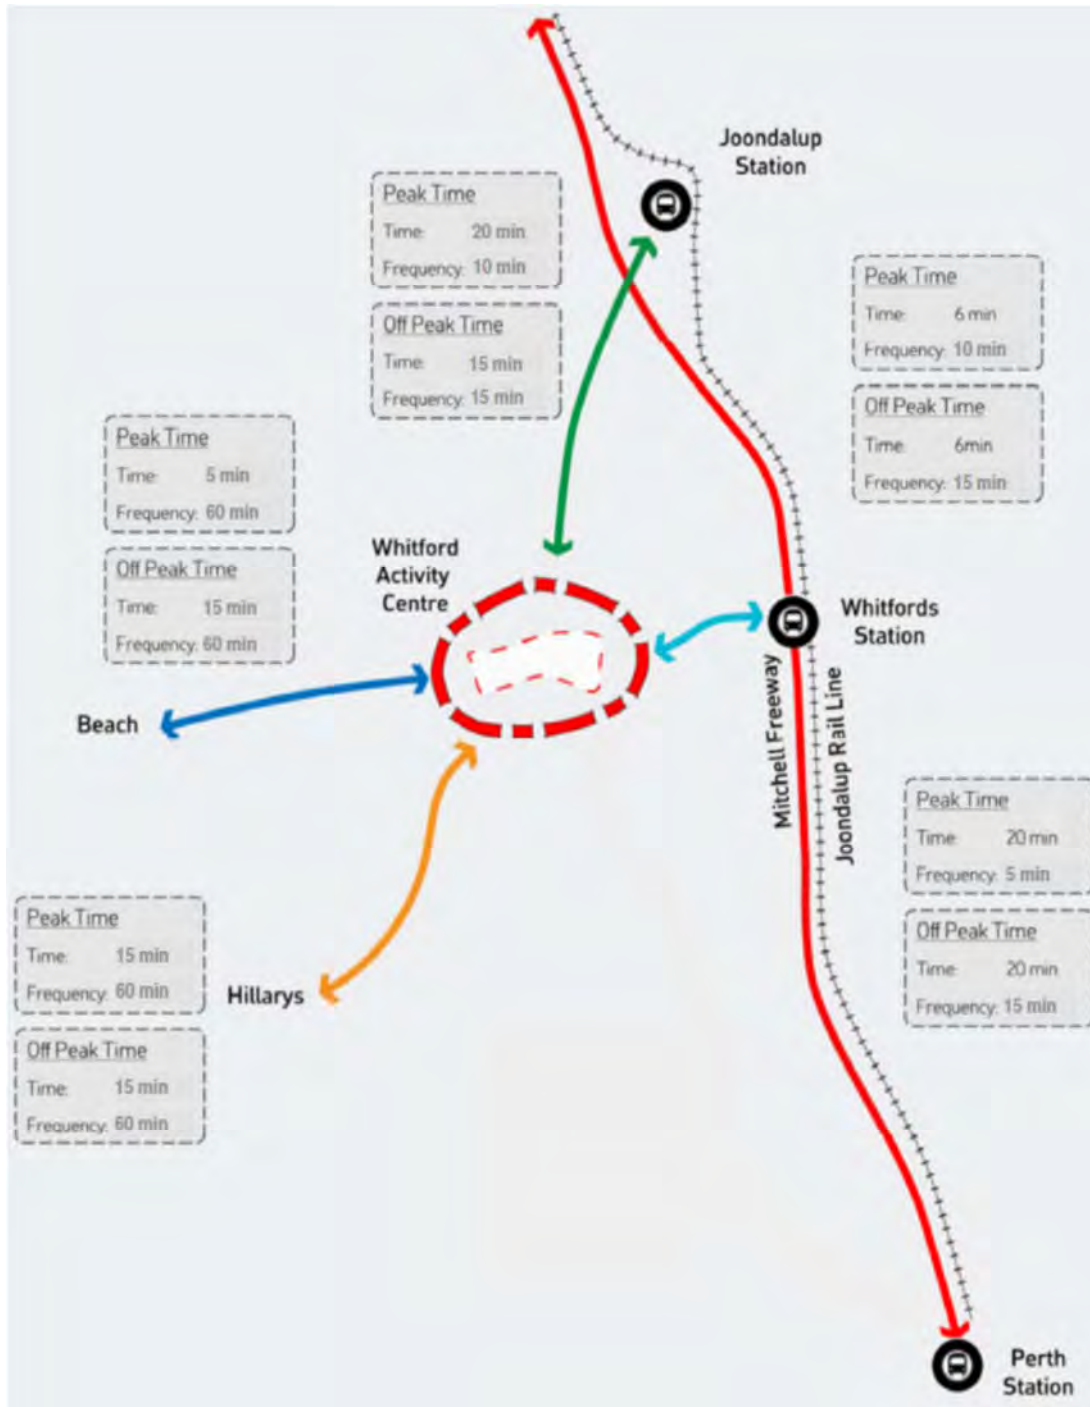 Joondalup
Station
Peak Time
Time: 20 min
Frequency: 10 min
Off Peak Time
Time: 15 min
Frequency: 15 min
Peak Time
Time: 6 min
Frequency: 10 min
Off Peak Time
Time: 6min
Frequency: 15 min
Peak Time
Time: 5 min
Frequency: 60 min
Off Peak Time
Time: 15 min
Frequency: 60 min
Whitford
Activity
Centre
Whitfords
Station
Beach
Mitchell Freeway
Joondalup Rail Line
Peak Time
Time: 20 min
Frequency: 5 min
Off Peak Time
Time: 20 min
Frequency: 15 min
Peak Time
Time: 15 min
Frequency: 60 min
Off Peak Time
Time: 15 min
Frequency: 60 min
Hillarys
Perth
Station